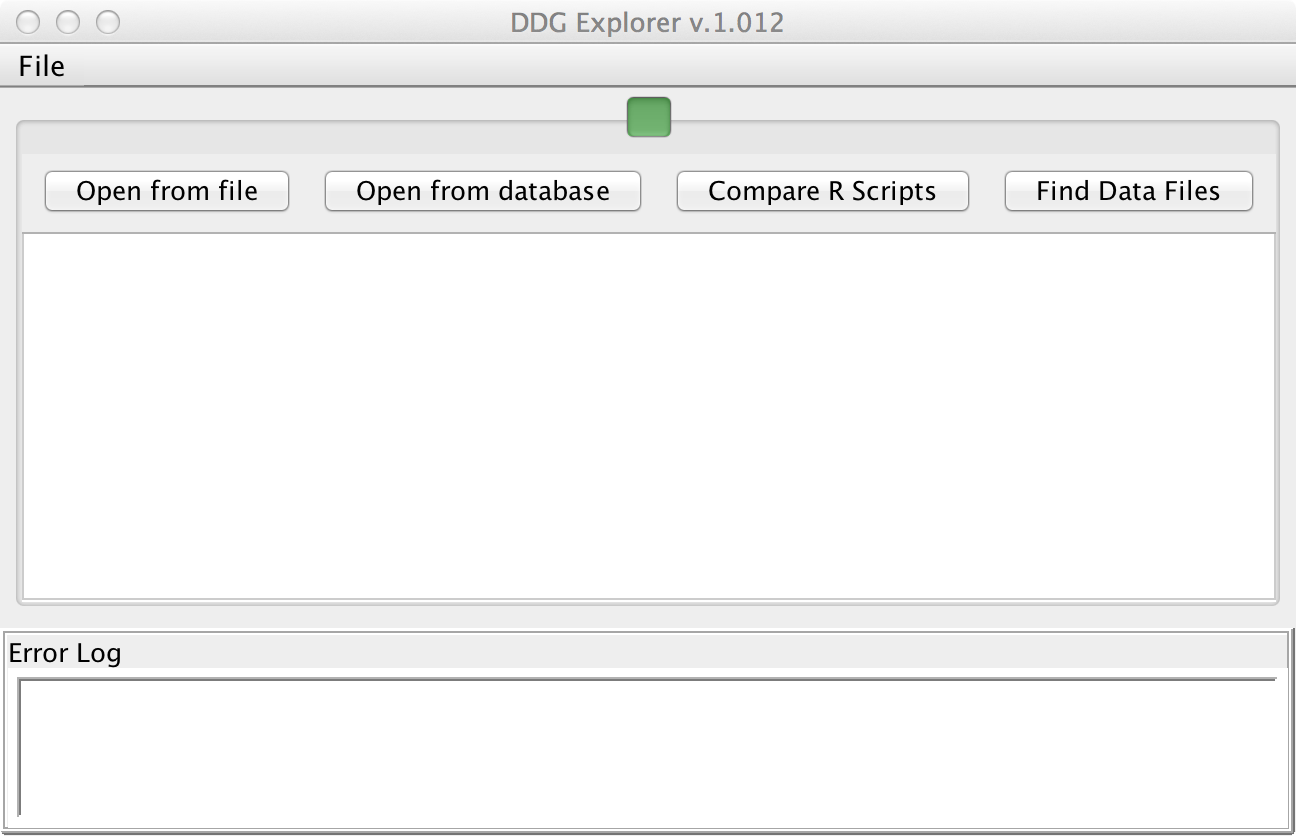 DDG Explorer v.1.012
File
Open from file Open from database Compare R Scripts Find Data Files
Error Log